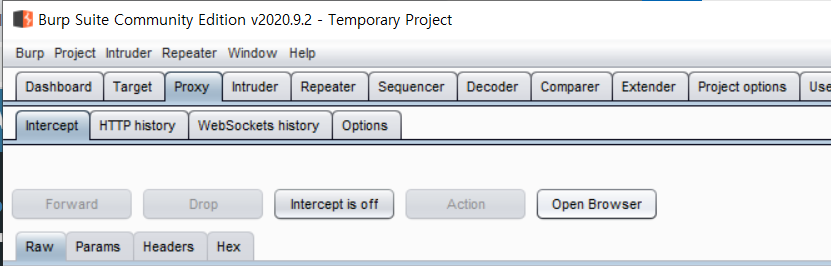 Burp Suite Community Edition v2020.9.2 - Temporary Project
Burp Project Intruder Repeater Window Help
Dashboard Target Proxy Intruder Repeater Sequencer Decoder Comparer Extender Project options Use
Intercept HTTP history WebSockets history Options
Forward Drop Intercept is off Action Open Browser
Raw Params Headers Hex